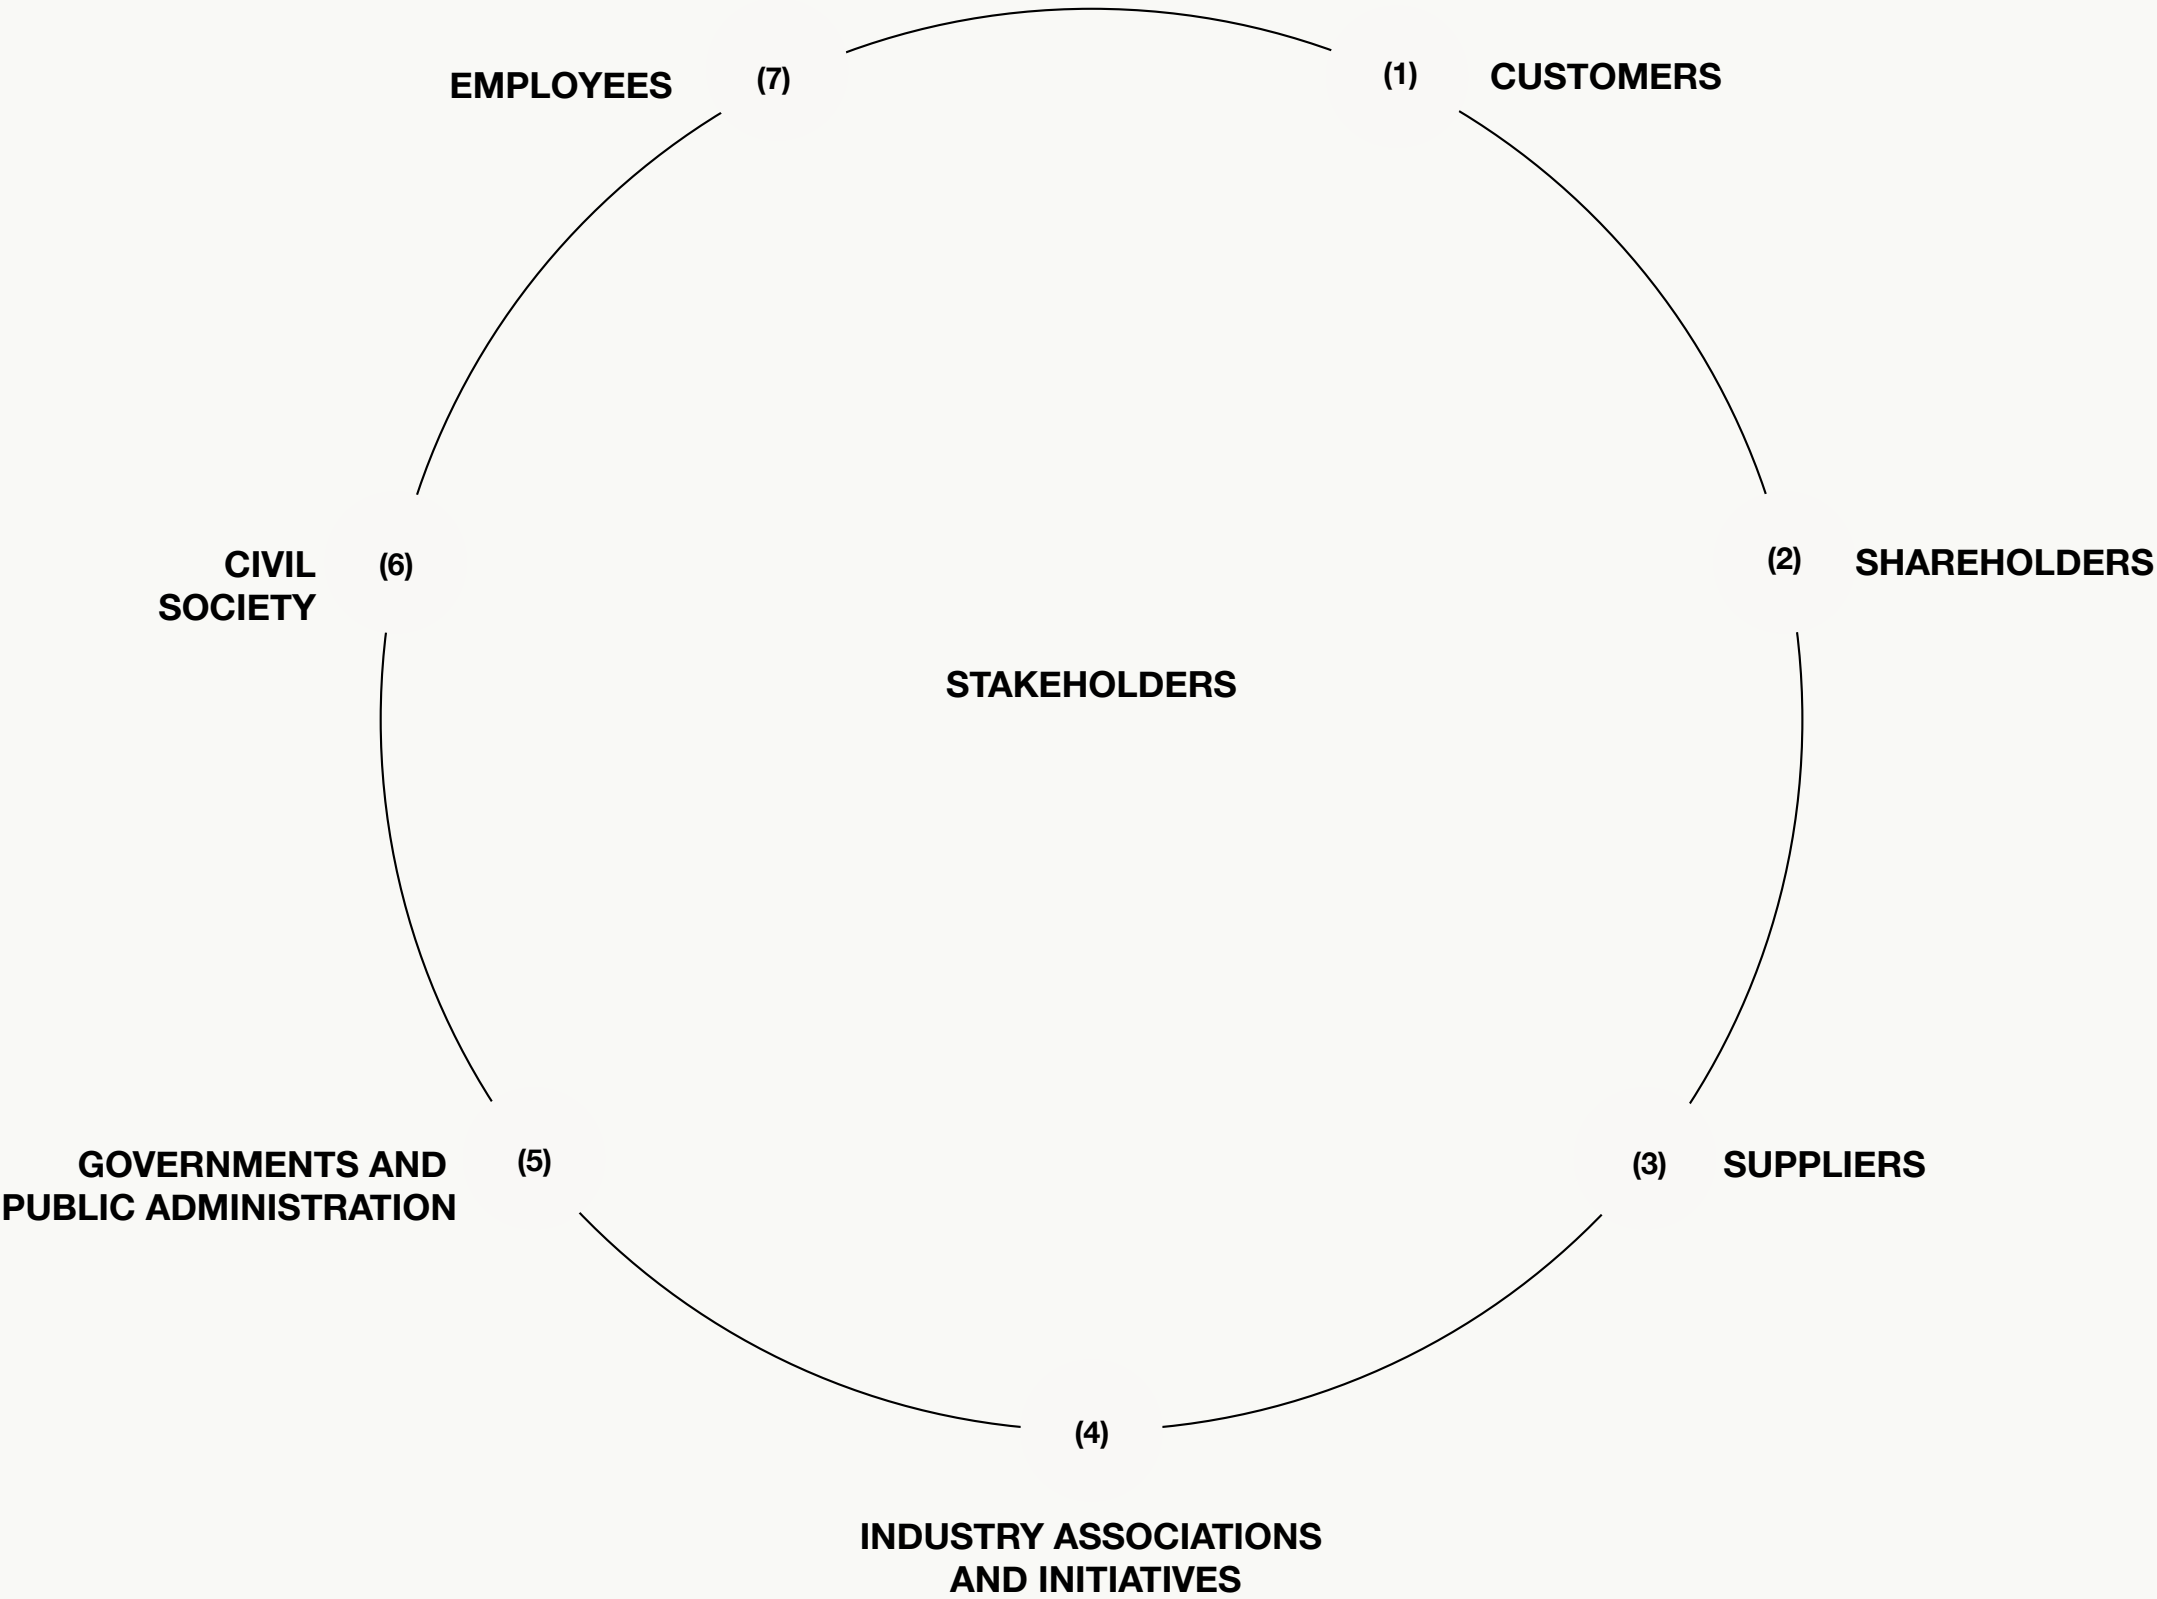 (7)
EMPLOYEES
(1)
CUSTOMERS
(6)
CIVIL
SOCIETY
(2)
SHAREHOLDERS
STAKEHOLDERS
(5)
GOVERNMENTS AND
PUBLIC ADMINISTRATION
(3)
SUPPLIERS
(4)
INDUSTRY ASSOCIATIONS
AND INITIATIVES